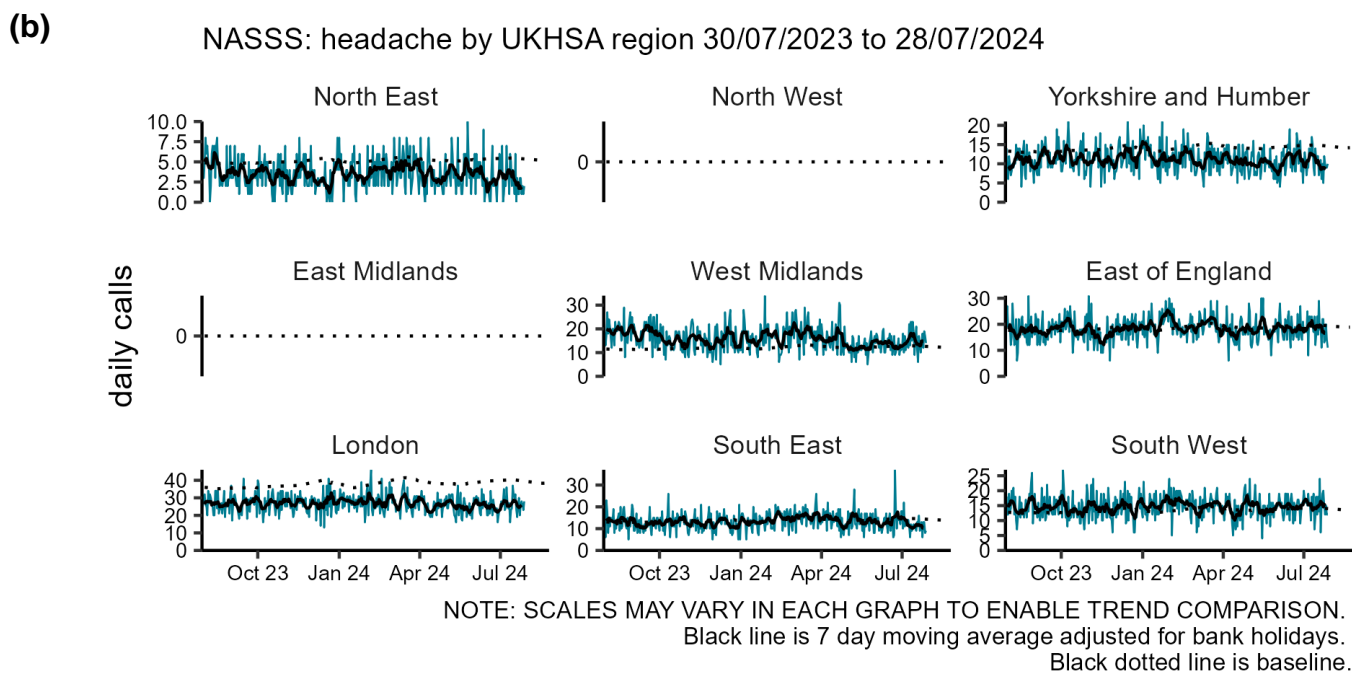 (b)
NASSS: headache by UKHSA region 30/07/2023 to 28/07/2024
North East
North West
Yorkshire and Humber
10.0
7.5
5.0
2.5
0.0
0
20
15
10
5
0
East Midlands
West Midlands
East of England
0
30
20
10
0
30
20
10
0
daily calls
London
South East
South West
40
30
20
10
0
30
20
10
0
25
20
15
10
5
0
Oct 23 Jan 24 Apr 24 Jul 24
Oct 23 Jan 24 Apr 24 Jul 24
Oct 23 Jan 24 Apr 24 Jul 24
NOTE: SCALES MAY VARY IN EACH GRAPH TO ENABLE TREND COMPARISON.
Black line is 7 day moving average adjusted for bank holidays.
Black dotted line is baseline.